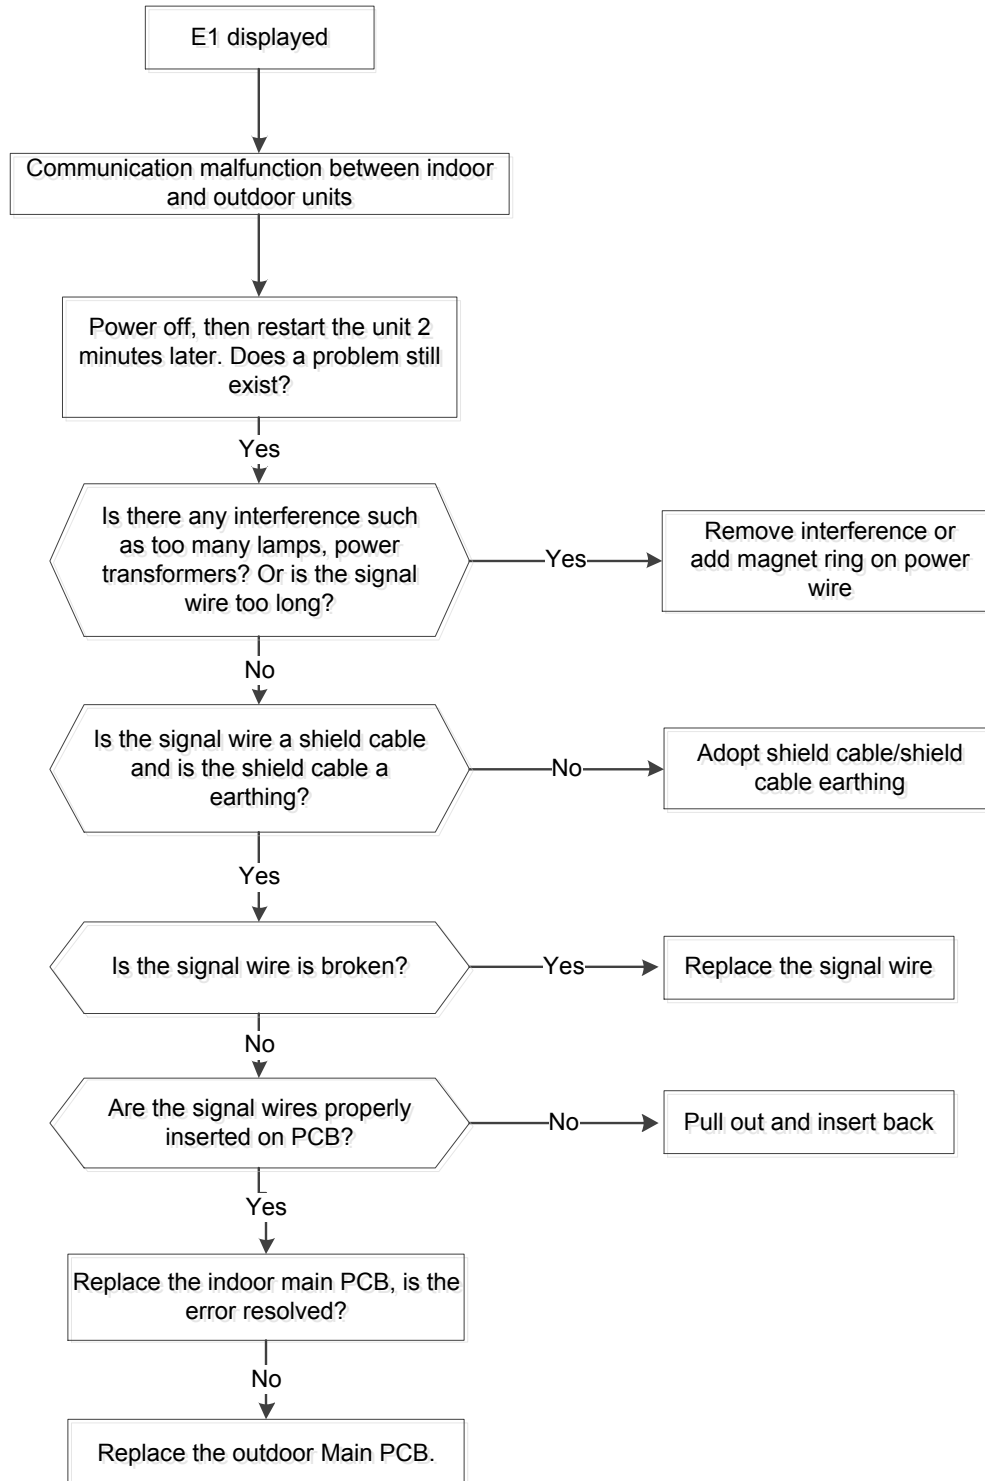 E1 displayed
Communication malfunction between indoor
and outdoor units
Power off, then restart the unit 2
minutes later. Does a problem still
exist?
Yes
Is there any interference such
as too many lamps, power
transformers? Or is the signal
wire too long?
Yes
Remove interference or
add magnet ring on power
wire
No
Is the signal wire a shield cable
and is the shield cable a
earthing?
No
Adopt shield cable/shield
cable earthing
Yes
Is the signal wire is broken?
Yes
Replace the signal wire
No
Are the signal wires properly
inserted on PCB?
No
Pull out and insert back
Yes
Replace the indoor main PCB, is the
error resolved?
No
Replace the outdoor Main PCB.